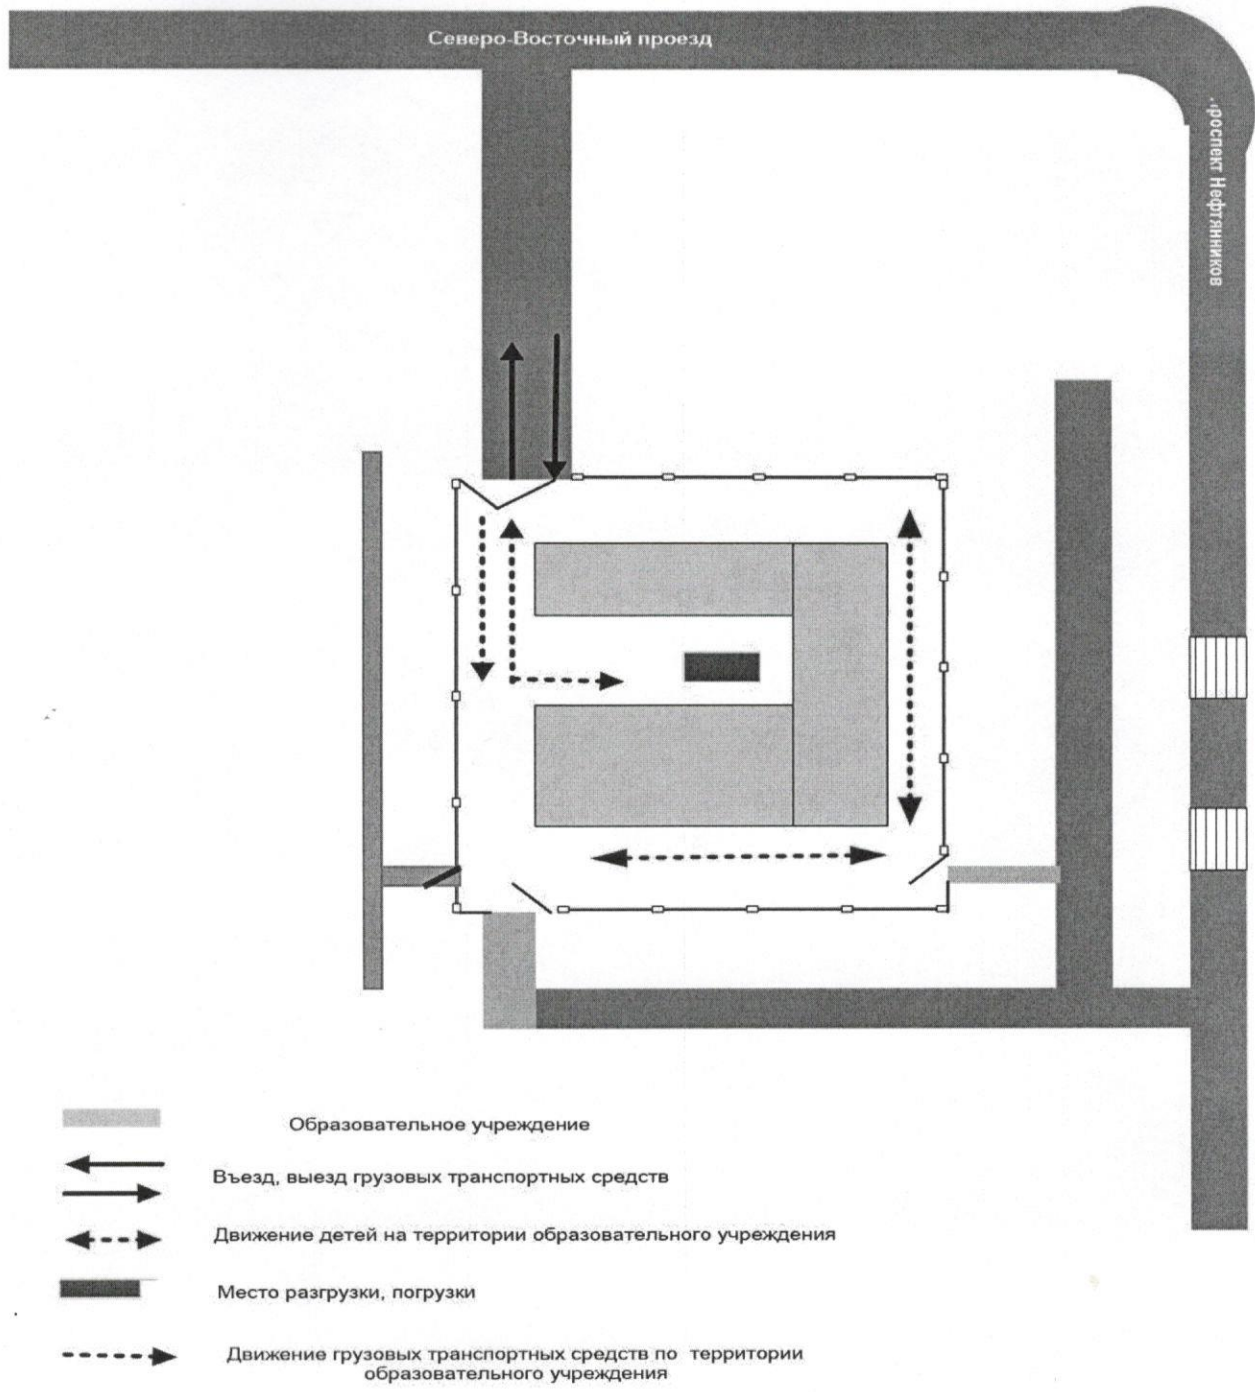 Северо-Восточный проезд
роспект Нефтянников
Образовательное учреждение
Въезд, выезд грузовых транспортных средств
Движение детей на территории образовательного учреждения
Место разгрузки, погрузки
Движение грузовых транспортных средств по территории
образовательного учреждения